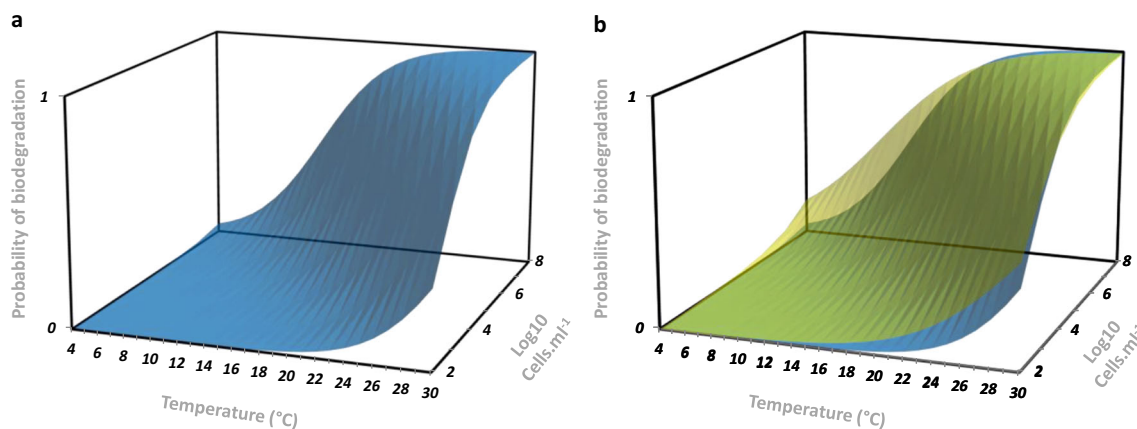 a
Probability of biodegradation
1
0
4 6 8 10 12 14 16 18 20 22 24 26 28 30
Temperature (°C)
2 4 6 8
Log10
Cells.ml-1
b
Probability of biodegradation
1
0
4 6 8 10 12 14 16 18 20 22 24 26 28 30
Temperature (°C)
2 4 6 8
Log10
Cells.ml-1